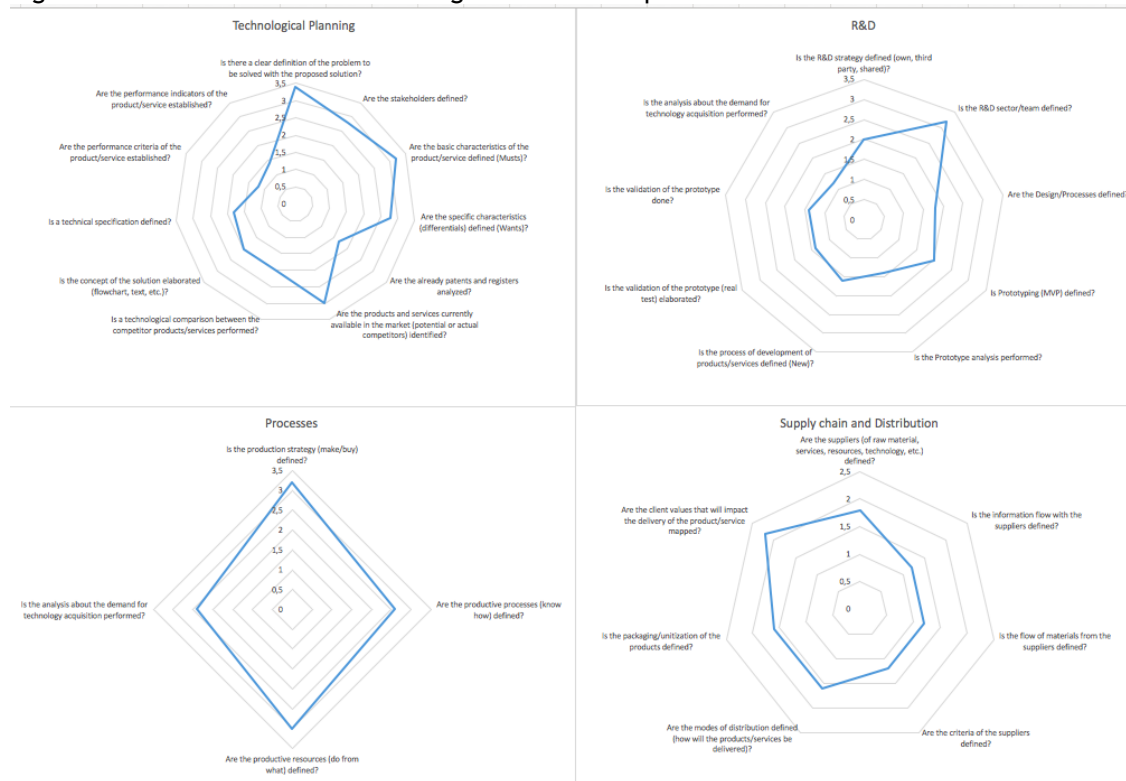 Technological Planning
Is there a clear definition of the problem to
be solved with the proposed solution?
3,5
3
2,5
2
1,5
1
0,5
0
Are the stakeholders defined?
Are the basic characteristics of the
product/service defined (Musts)?
Are the specific characteristics
(differentials) defined (Wants)?
Are the already patents and registers
analyzed?
Are the products and services currently
available in the market (potential or actual
competitors) identified?
Is a technological comparison between the
competitor products/services performed?
Is the concept of the solution elaborated
(flowchart, text, etc.)?
Is a technical specification defined?
Are the performance criteria of the
product/service established?
Are the performance indicators of the
product/service established?
R&D
Is the R&D strategy defined (own, third
party, shared)?
3,5
3
2,5
2
1,5
1
0,5
0
Is the R&D sector/team defined?
Are the Design/Processes defined?
Is Prototyping (MVP) defined?
Is the Prototype analysis performed?
Is the process of development of
products/services defined (New)?
Is the validation of the prototype (real
test) elaborated?
Is the validation of the prototype
done?
Is the analysis about the demand for
technology acquisition performed?
Processes
Is the production strategy (make/buy)
defined?
3,5
3
2,5
2
1,5
1
0,5
0
Are the productive processes (know
how) defined?
Are the productive resources (do from
what) defined?
Is the analysis about the demand for
technology acquisition performed?
Supply chain and Distribution
Are the suppliers (of raw material,
services, resources, technology, etc.)
defined?
2,5
2
1,5
1
0,5
0
Is the information flow with the
suppliers defined?
Is the flow of materials from the
suppliers defined?
Are the criteria of the suppliers
defined?
Are the modes of distribution defined
(how will the products/services be
delivered)?
Is the packaging/unitization of the
products defined?
Are the client values that will impact
the delivery of the product/service
mapped?